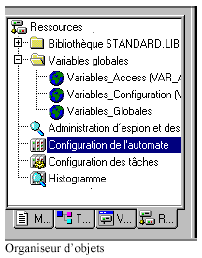 Ressources
Bibliothèque STANDARD.LIB
Variables globales
Variables_Access (VAR_A
Variables_Configuration (V
Variables_Globales
Administration d'espion et des
Configuration de l'automate
Configuration des tâches
Histogramme
M... T... V... R...
Organiseur d'objets